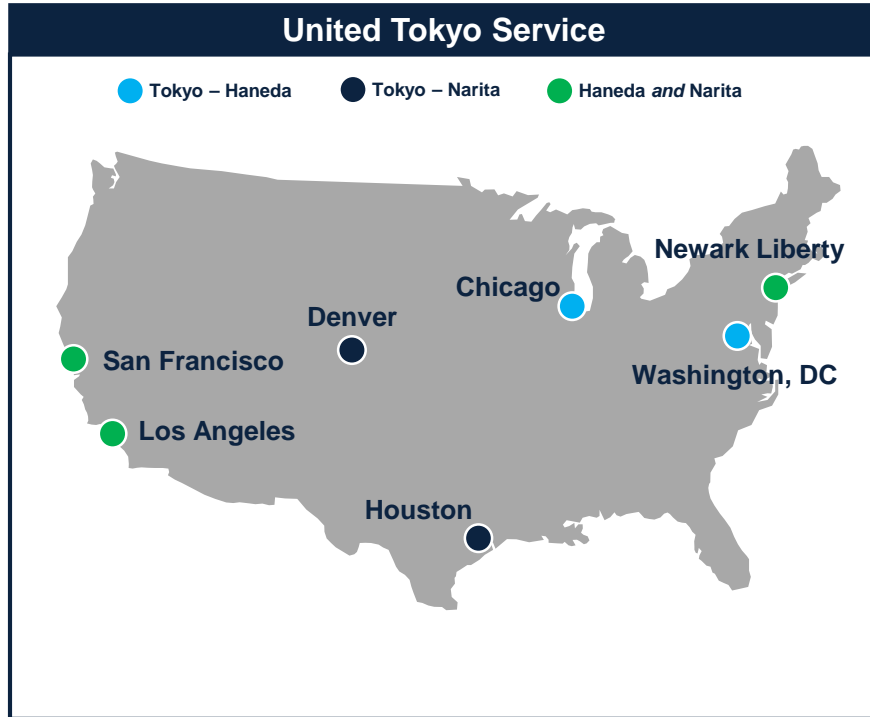 United Tokyo Service
Tokyo – Haneda
Tokyo – Narita
Haneda and Narita
Newark Liberty
Chicago
Denver
San Francisco
Washington, DC
Los Angeles
Houston